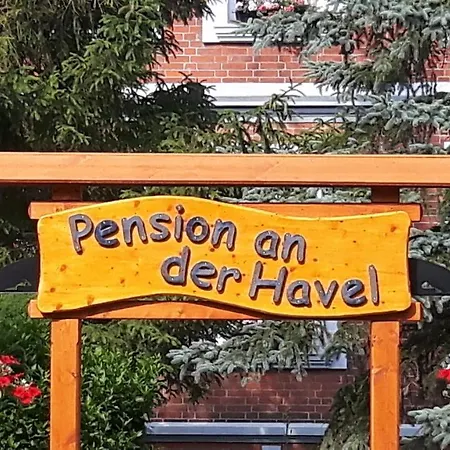 Pension an
der Havel